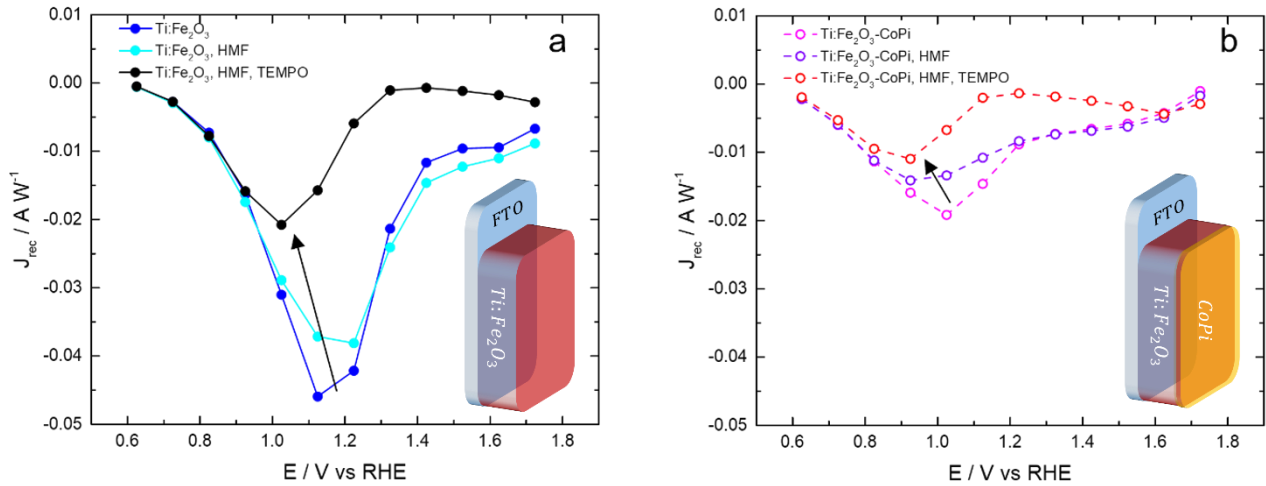 a
Ti:Fe₂O₃
Ti:Fe₂O₃, HMF
Ti:Fe₂O₃, HMF, TEMPO
0.01
0.00
-0.01
-0.02
-0.03
-0.04
-0.05
J_rec / A W⁻¹
0.6 0.8 1.0 1.2 1.4 1.6 1.8
E / V vs RHE
FTO
Ti:Fe₂O₃
b
Ti:Fe₂O₃-CoPi
Ti:Fe₂O₃-CoPi, HMF
Ti:Fe₂O₃-CoPi, HMF, TEMPO
0.01
0.00
-0.01
-0.02
-0.03
-0.04
-0.05
J_rec / A W⁻¹
0.6 0.8 1.0 1.2 1.4 1.6 1.8
E / V vs RHE
FTO
Ti:Fe₂O₃
CoPi